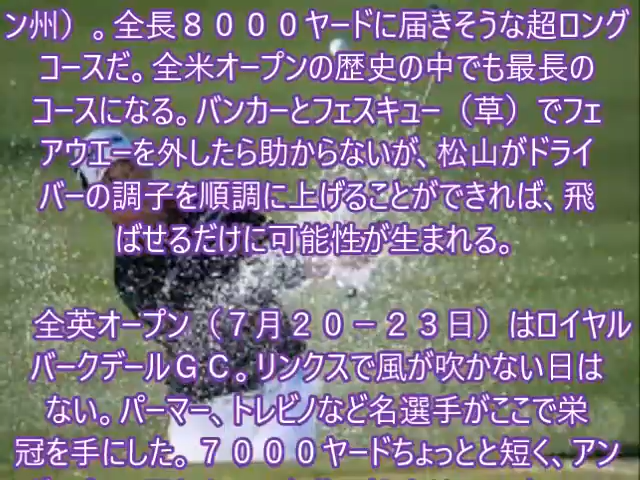 ン州）。全長８０００ヤードに届きそうな超ロング
コースだ。全米オープンの歴史の中でも最長の
コースになる。バンカーとフェスキュー（草）でフェ
アウエーを外したら助からないが、松山がドライ
バーの調子を順調に上げることができれば、飛
ばせるだけに可能性が生まれる。
全英オープン（７月２０－２３日）はロイヤル
バークデールＧＣ。リンクスで風が吹かない日は
ない。パーマー、トレビノなど名選手がここで栄
冠を手にした。７０００ヤードちょっとと短く、アン